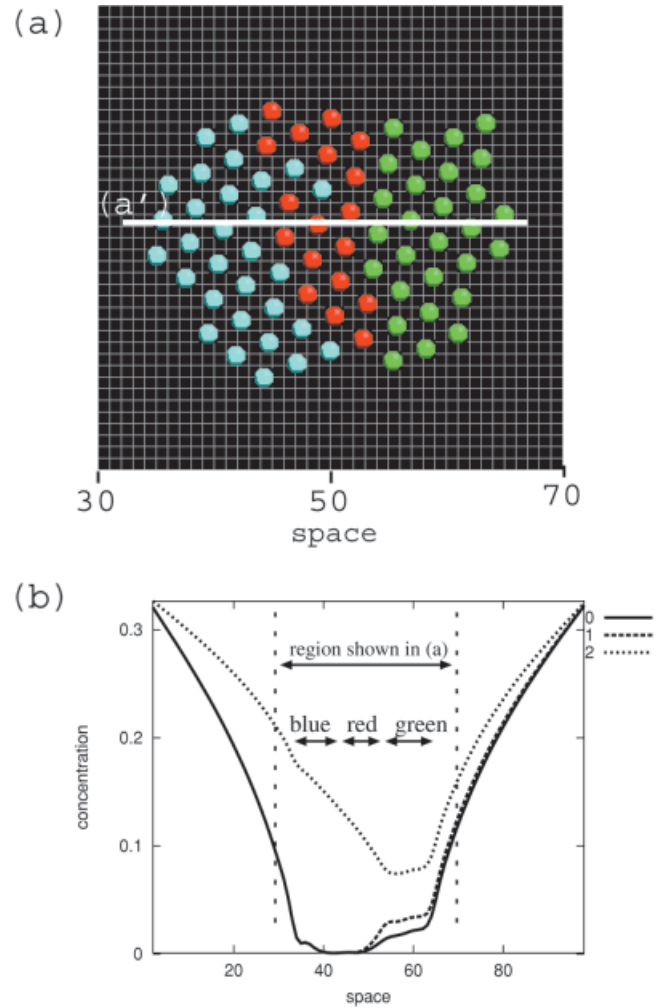 (a)
(a')
30 50 70
space
(b)
0
1
2
region shown in (a)
blue red green
0.3
0.2
0.1
0
concentration
20 40 60 80
space